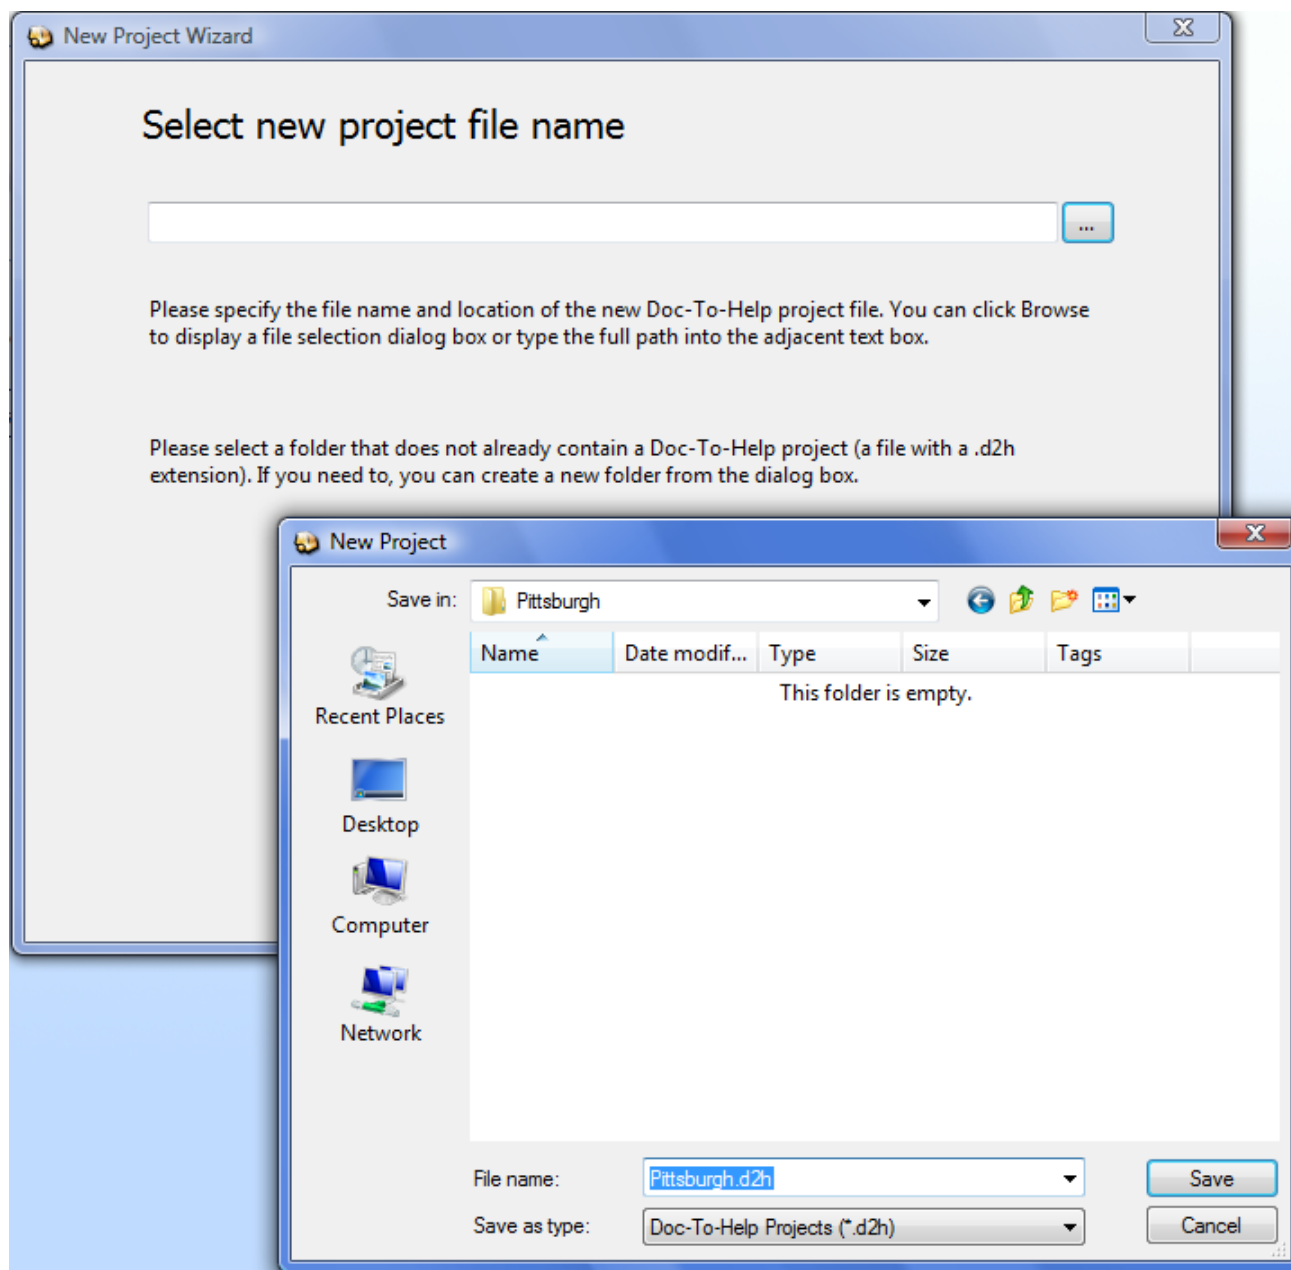 New Project Wizard
Select new project file name
...
Please specify the file name and location of the new Doc-To-Help project file. You can click Browse
to display a file selection dialog box or type the full path into the adjacent text box.
Please select a folder that does not already contain a Doc-To-Help project (a file with a .d2h
extension). If you need to, you can create a new folder from the dialog box.
New Project
Save in: Pittsburgh
Name Date modif... Type Size Tags
This folder is empty.
Recent Places
Desktop
Computer
Network
File name: Pittsburgh.d2h Save
Save as type: Doc-To-Help Projects (*.d2h) Cancel